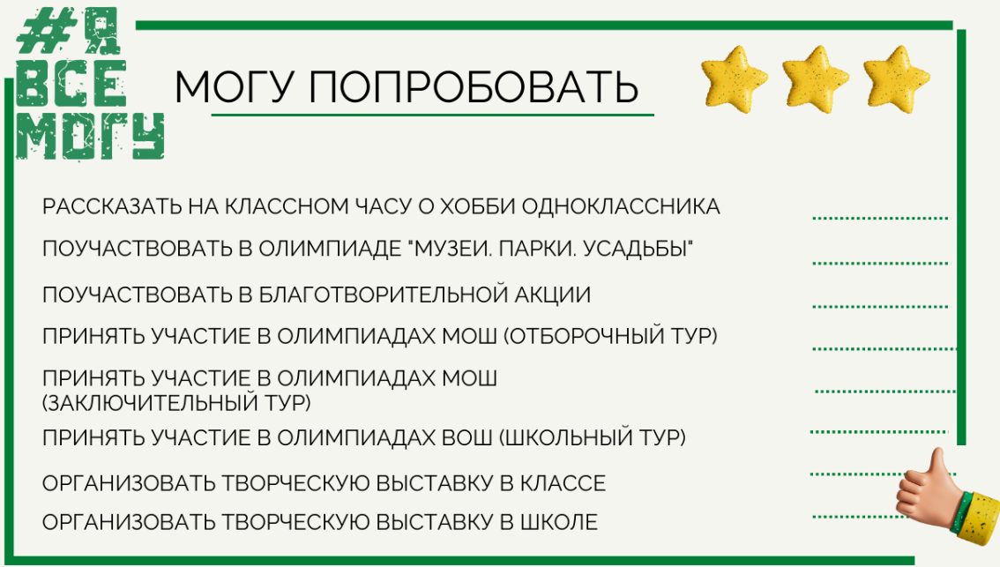 #Я
ВСЕ
МОГУ
МОГУ ПОПРОБОВАТЬ
РАССКАЗАТЬ НА КЛАССНОМ ЧАСУ О ХОББИ ОДНОКЛАССНИКА
ПОУЧАСТВОВАТЬ В ОЛИМПИАДЕ "МУЗЕИ. ПАРКИ. УСАДЬБЫ"
ПОУЧАСТВОВАТЬ В БЛАГОТВОРИТЕЛЬНОЙ АКЦИИ
ПРИНЯТЬ УЧАСТИЕ В ОЛИМПИАДАХ МОШ (ОТБОРОЧНЫЙ ТУР)
ПРИНЯТЬ УЧАСТИЕ В ОЛИМПИАДАХ МОШ
(ЗАКЛЮЧИТЕЛЬНЫЙ ТУР)
ПРИНЯТЬ УЧАСТИЕ В ОЛИМПИАДАХ ВОШ (ШКОЛЬНЫЙ ТУР)
ОРГАНИЗОВАТЬ ТВОРЧЕСКУЮ ВЫСТАВКУ В КЛАССЕ
ОРГАНИЗОВАТЬ ТВОРЧЕСКУЮ ВЫСТАВКУ В ШКОЛЕ